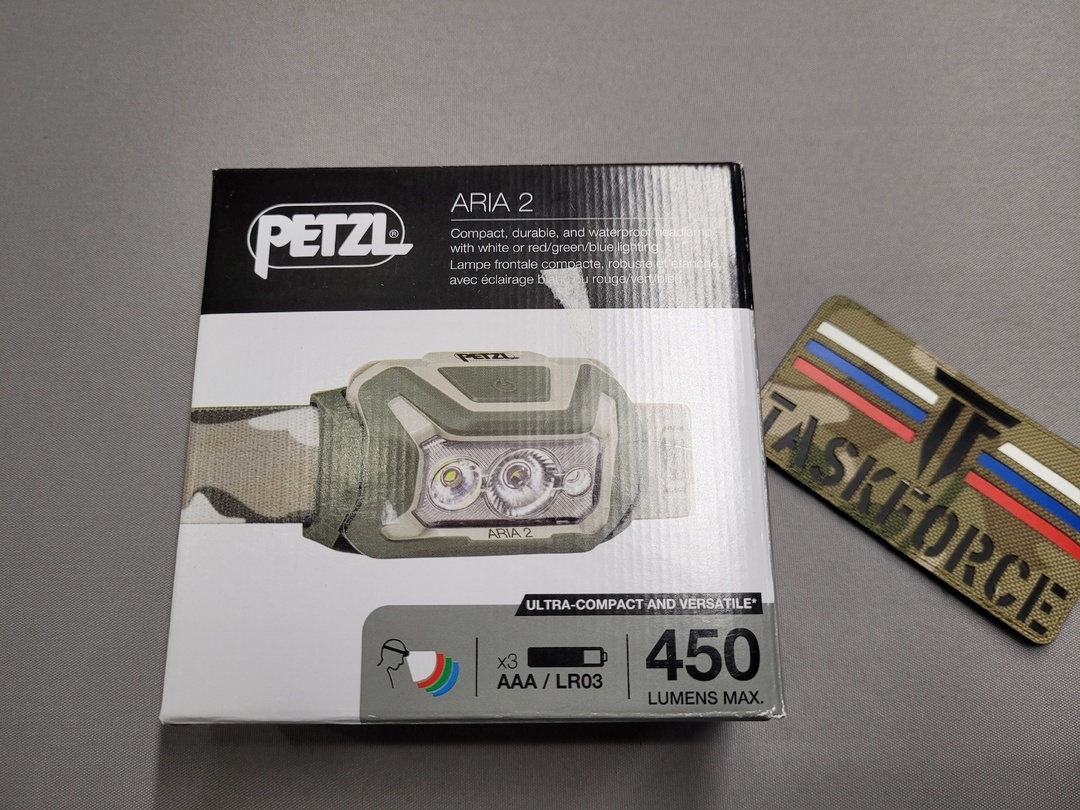 PETZL®
ARIA 2
Compact, durable, and waterproof headlamp
with white or red/green/blue lighting.
Lampe frontale compacte, robuste et étanche,
avec éclairage rouge/vert/bleu.
PETZL
ARIA 2
ULTRA-COMPACT AND VERSATILE*
x3
AAA / LR03
450
LUMENS MAX.
TF
TASKFORCE